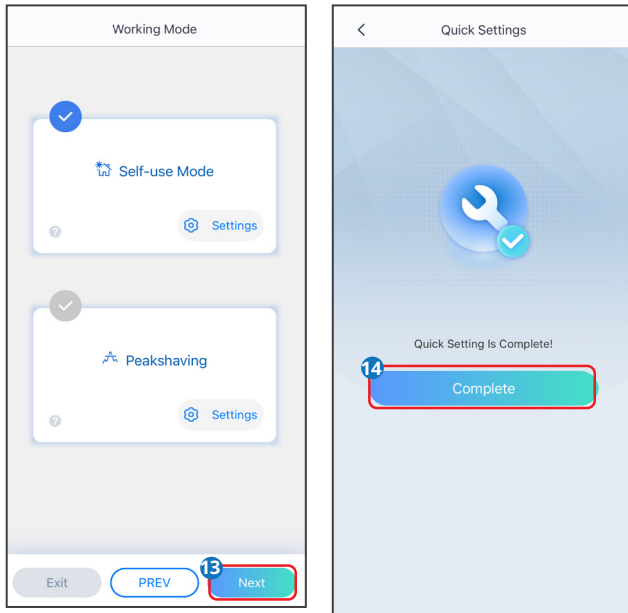 Working Mode
Self-use Mode
? Settings
Peakshaving
? Settings
13
Exit PREV Next
Quick Settings
Quick Setting Is Complete!
14
Complete